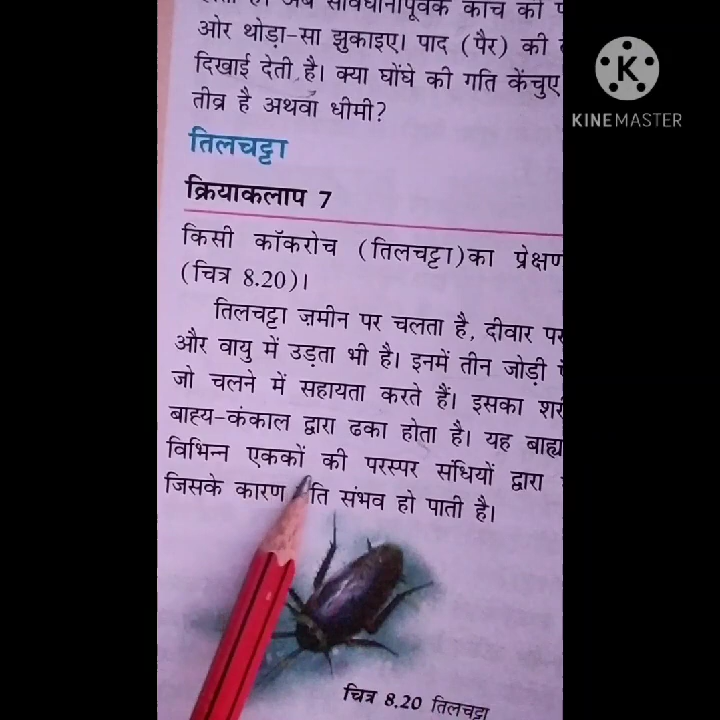 ओर थोड़ा-सा झुकाइए। पाद (पैर) की
दिखाई देती है। क्या घोंघे की गति केंचुए
तीव्र है अथवा धीमी?
तिलचट्टा
क्रियाकलाप 7
किसी कॉकरोच (तिलचट्टा)का प्रेक्षण
(चित्र 8.20)।
तिलचट्टा ज़मीन पर चलता है, दीवार पर
और वायु में उड़ता भी है। इनमें तीन जोड़ी
जो चलने में सहायता करते हैं। इसका
बाह्य-कंकाल द्वारा ढका होता है। यह बाह्य
विभिन्न एककों की परस्पर संधियों द्वारा
जिसके कारण संभव हो पाती है।
चित्र 8.20 तिलचट्टा
K
KINEMASTER